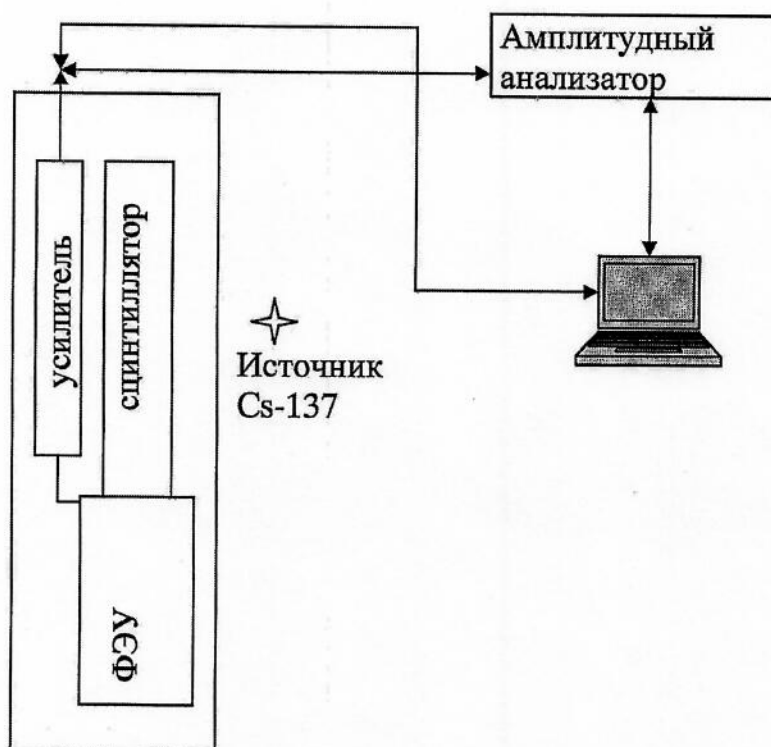 Амплитудный
анализатор
усилитель
сцинтиллятор
Источник
Cs-137
ФЭУ